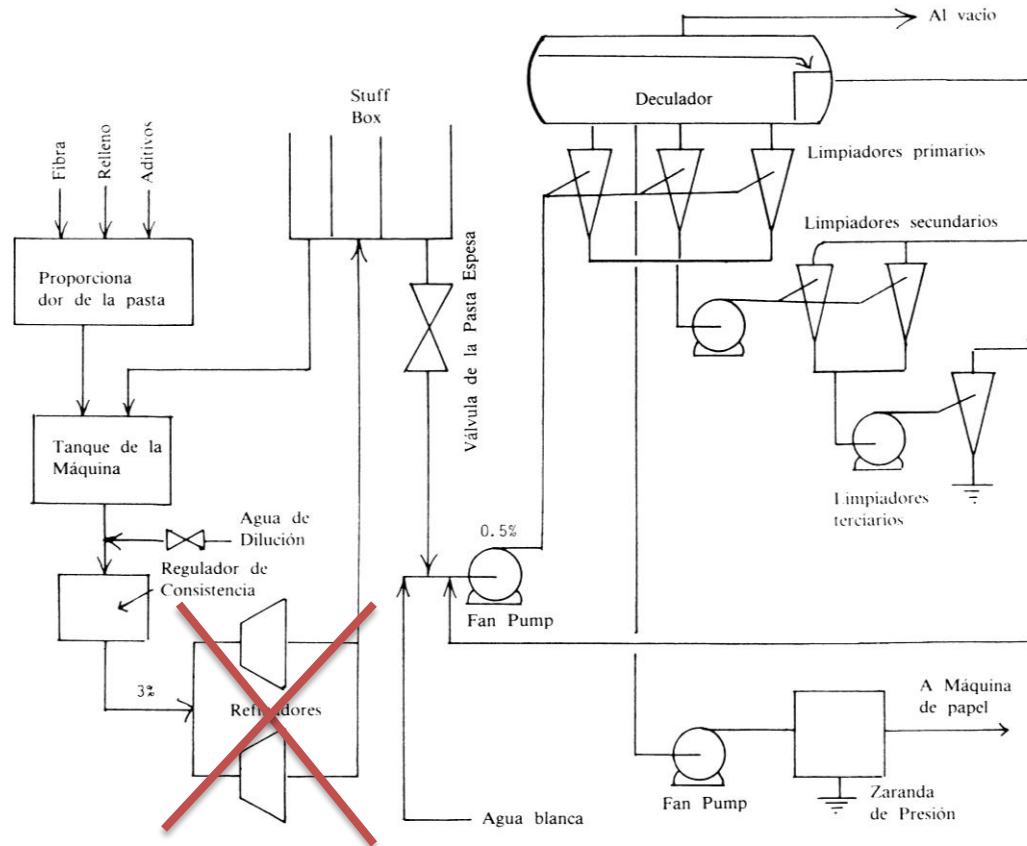 Al vacío
Stuff
Box
Deculador
Fibra
Relleno
Aditivos
Limpiadores primarios
Limpiadores secundarios
Proporciona
dor de la pasta
Válvula de la Pasta Espesa
Tanque de la
Máquina
Limpiadores
terciarios
Agua de
Dilución
0.5%
Regulador de
Consistencia
Fan Pump
3%
A Máquina
de papel
Fan Pump
Zaranda
de Presión
Agua blanca